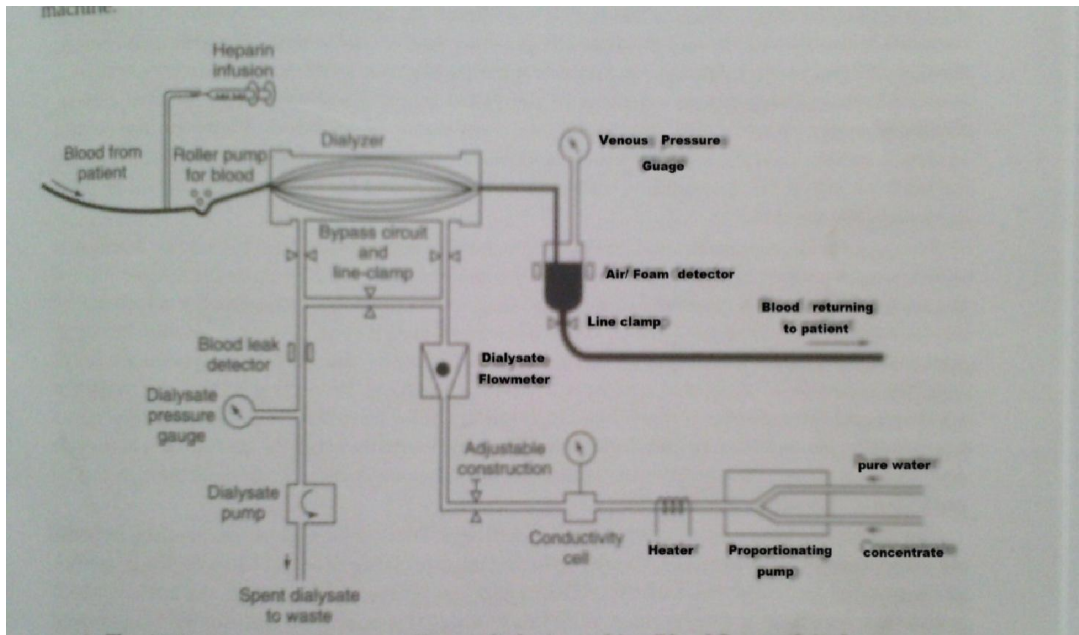 machine.
Heparin
infusion
Blood from
patient
Roller pump
for blood
Dialyzer
Venous Pressure
Guage
Bypass circuit
and
line-clamp
Air/ Foam detector
Blood returning
to patient
Line clamp
Blood leak
detector
Dialysate
Flowmeter
Dialysate
pressure
gauge
Adjustable
construction
pure water
Dialysate
pump
Conductivity
cell
Heater
Proportionating
pump
concentrate
Spent dialysate
to waste